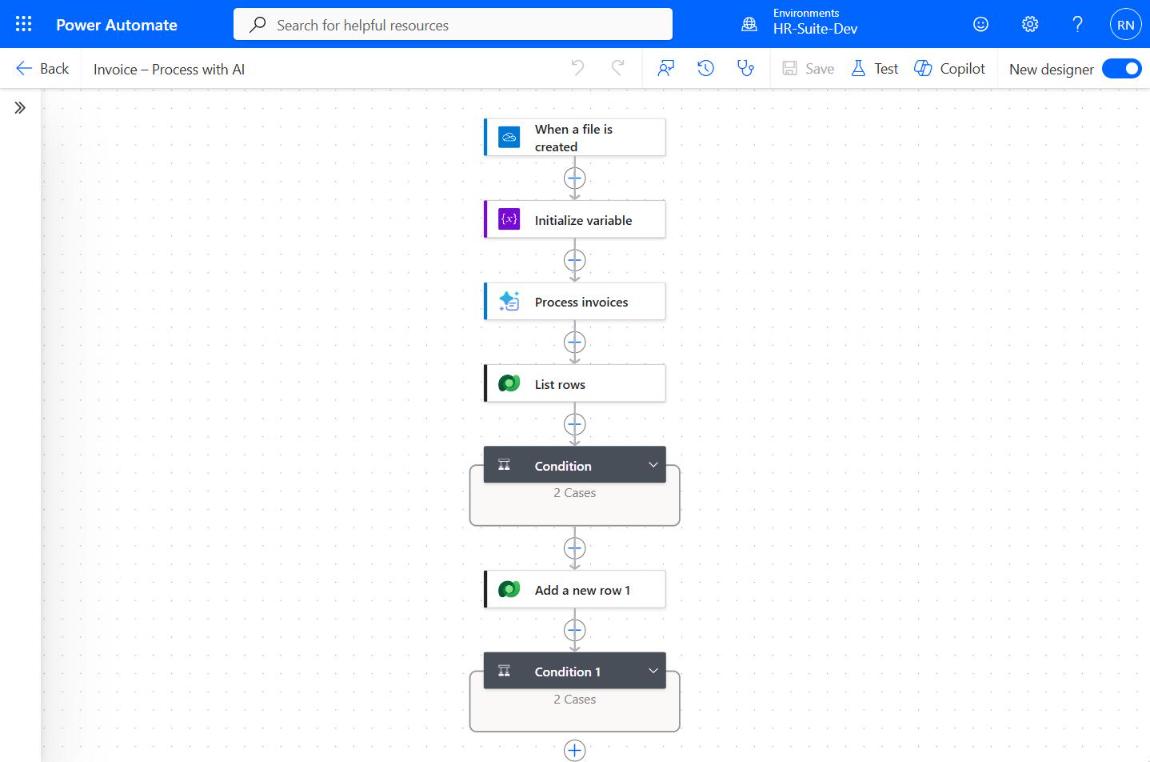 Power Automate
Search for helpful resources
Environments
HR-Suite-Dev
?
RN
Back
Invoice – Process with AI
Save
Test
Copilot
New designer
When a file is
created
{x}
Initialize variable
Process invoices
List rows
Condition
2 Cases
Add a new row 1
Condition 1
2 Cases